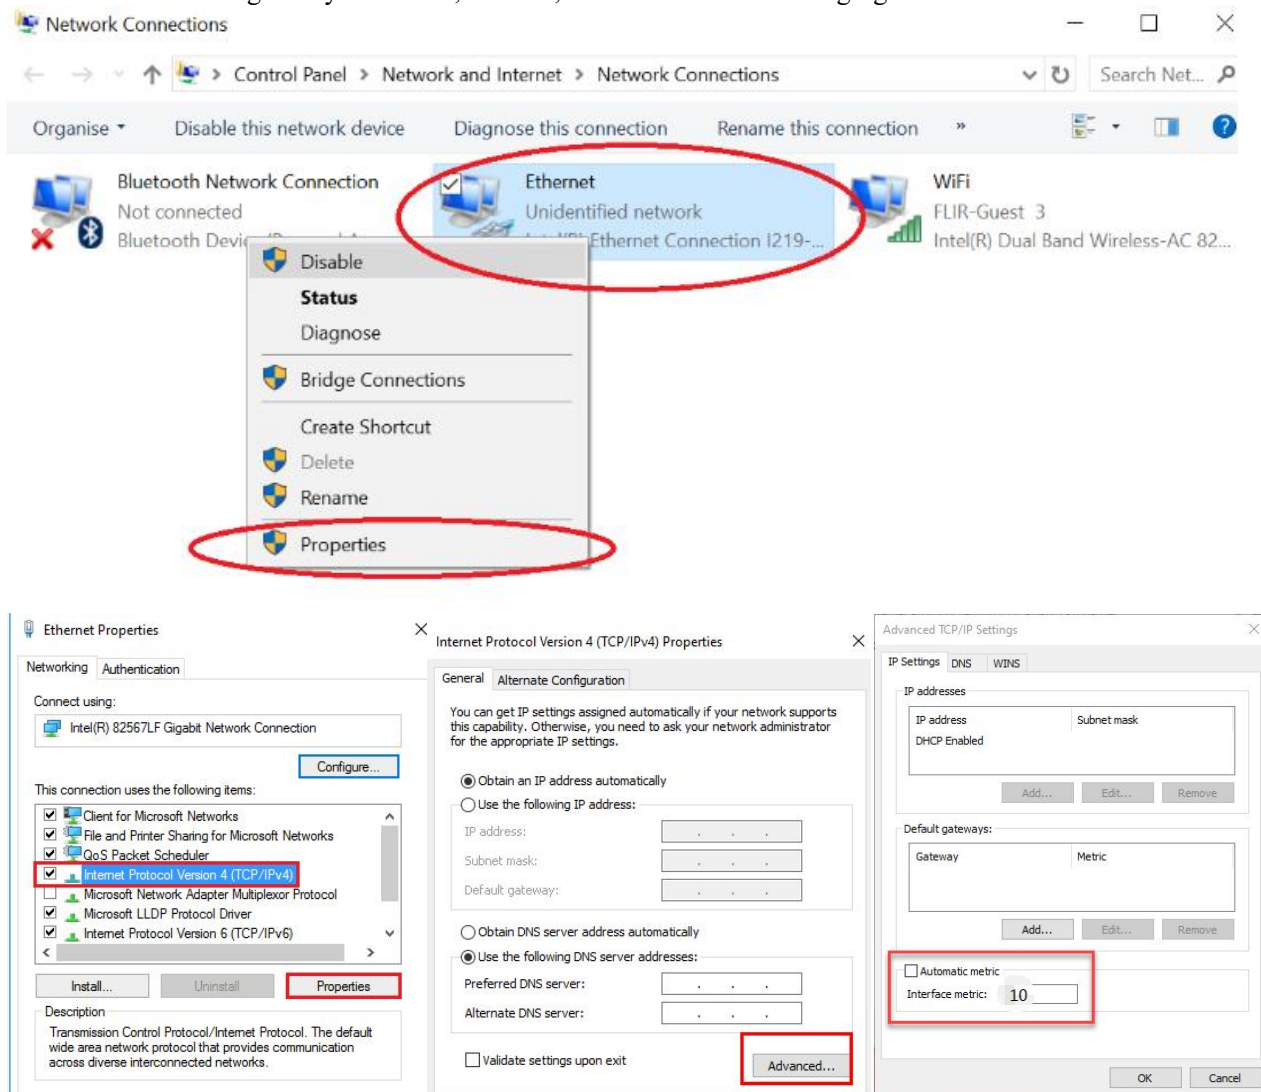 Network Connections
Control Panel > Network and Internet > Network Connections
Search Net...
Organise
Disable this network device
Diagnose this connection
Rename this connection
»
Bluetooth Network Connection
Not connected
Bluetooth Device
Ethernet
Unidentified network
Intel(R) Ethernet Connection I219-...
WiFi
FLIR-Guest 3
Intel(R) Dual Band Wireless-AC 82...
Disable
Status
Diagnose
Bridge Connections
Create Shortcut
Delete
Rename
Properties
Ethernet Properties
Networking
Authentication
Connect using:
Intel(R) 82567LF Gigabit Network Connection
Configure...
This connection uses the following items:
Client for Microsoft Networks
File and Printer Sharing for Microsoft Networks
QoS Packet Scheduler
Internet Protocol Version 4 (TCP/IPv4)
Microsoft Network Adapter Multiplexor Protocol
Microsoft LLDP Protocol Driver
Internet Protocol Version 6 (TCP/IPv6)
Install...
Uninstall
Properties
Description
Transmission Control Protocol/Internet Protocol. The default
wide area network protocol that provides communication
across diverse interconnected networks.
Internet Protocol Version 4 (TCP/IPv4) Properties
General
Alternate Configuration
You can get IP settings assigned automatically if your network supports
this capability. Otherwise, you need to ask your network administrator
for the appropriate IP settings.
Obtain an IP address automatically
Use the following IP address:
IP address:
Subnet mask:
Default gateway:
Obtain DNS server address automatically
Use the following DNS server addresses:
Preferred DNS server:
Alternate DNS server:
Validate settings upon exit
Advanced...
Advanced TCP/IP Settings
IP Settings
DNS
WINS
IP addresses
IP address
Subnet mask
DHCP Enabled
Add...
Edit...
Remove
Default gateways:
Gateway
Metric
Add...
Edit...
Remove
Automatic metric
Interface metric:
10
OK
Cancel